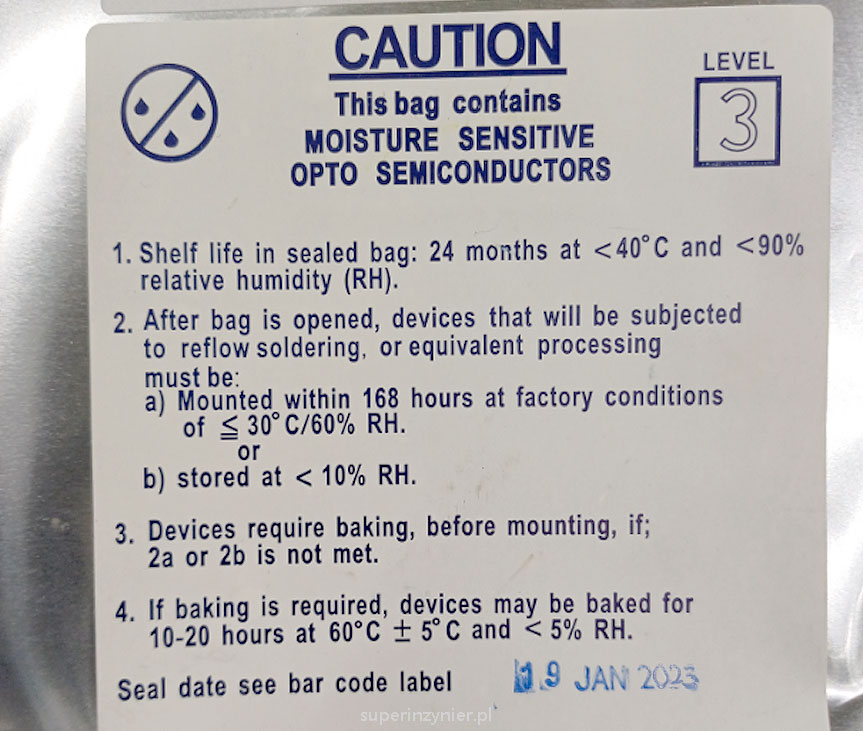 CAUTION
LEVEL
3
This bag contains
MOISTURE SENSITIVE
OPTO SEMICONDUCTORS
1. Shelf life in sealed bag: 24 months at <40°C and <90%
relative humidity (RH).
2. After bag is opened, devices that will be subjected
to reflow soldering, or equivalent processing
must be:
a) Mounted within 168 hours at factory conditions
of ≦ 30°C/60% RH.
or
b) stored at < 10% RH.
3. Devices require baking, before mounting, if;
2a or 2b is not met.
4. If baking is required, devices may be baked for
10-20 hours at 60°C ± 5°C and < 5% RH.
Seal date see bar code label 19 JAN 2023
superinzynier.pl